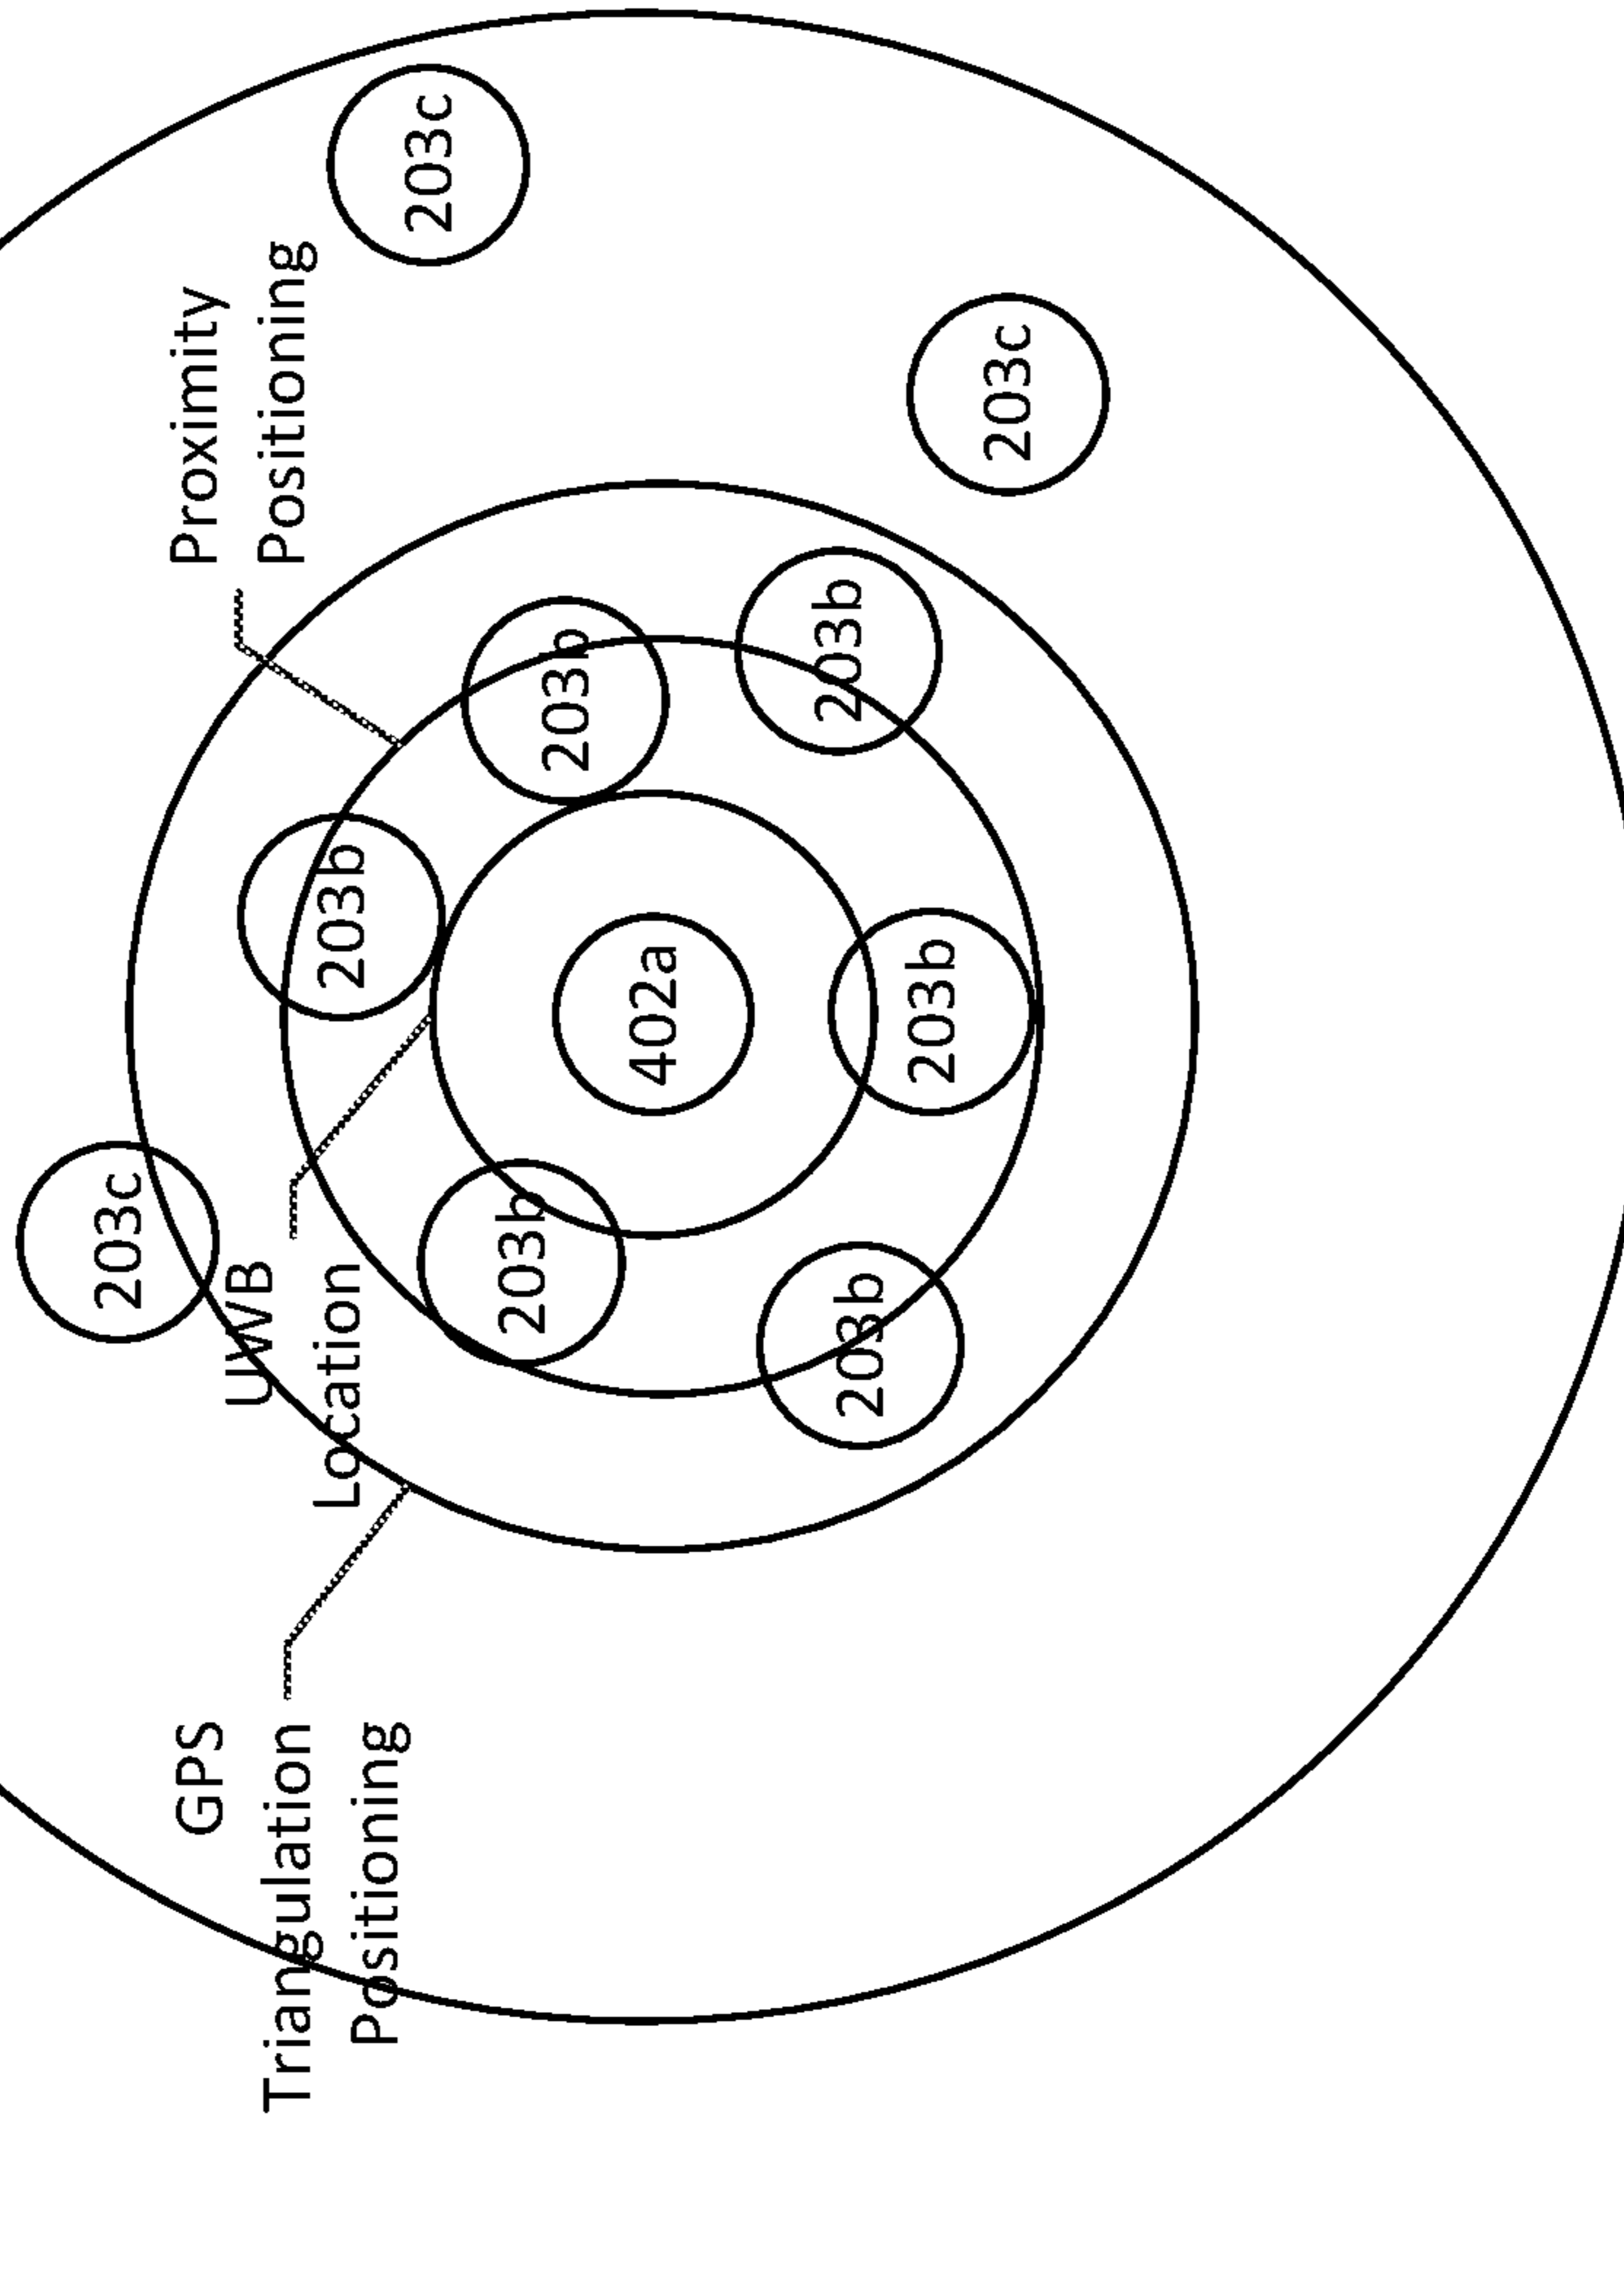 203c
GPS
Triangulation
Positioning
UWB
Location
Proximity
Positioning
203b
203c
203b
203b
402a
203b
203b
203b
203c